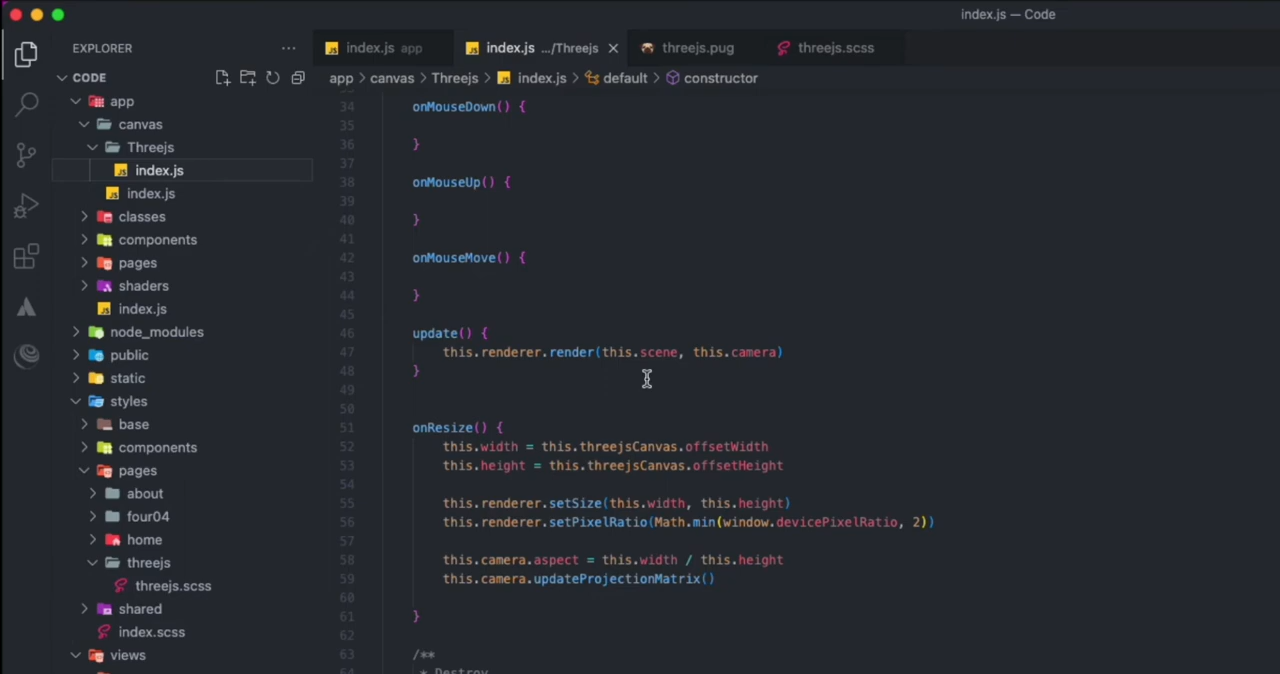 index.js — Code
EXPLORER
index.js app
index.js .../Threejs
threejs.pug
threejs.scss
CODE
app > canvas > Threejs > index.js > default > constructor
app
canvas
Threejs
index.js
index.js
classes
components
pages
shaders
index.js
node_modules
public
static
styles
base
components
pages
about
four04
home
threejs
threejs.scss
shared
index.scss
views
34 onMouseDown() {
35
36 }
37
38 onMouseUp() {
39
40 }
41
42 onMouseMove() {
43
44 }
45
46 update() {
47 this.renderer.render(this.scene, this.camera)
48 }
49
50
51 onResize() {
52 this.width = this.threejsCanvas.offsetWidth
53 this.height = this.threejsCanvas.offsetHeight
54
55 this.renderer.setSize(this.width, this.height)
56 this.renderer.setPixelRatio(Math.min(window.devicePixelRatio, 2))
57
58 this.camera.aspect = this.width / this.height
59 this.camera.updateProjectionMatrix()
60
61 }
62
63 /**
64 * Destroy